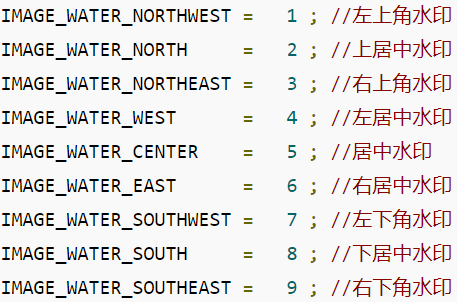 IMAGE_WATER_NORTHWEST =   1 ; //左上角水印
IMAGE_WATER_NORTH     =   2 ; //上居中水印
IMAGE_WATER_NORTHEAST =   3 ; //右上角水印
IMAGE_WATER_WEST      =   4 ; //左居中水印
IMAGE_WATER_CENTER    =   5 ; //居中水印
IMAGE_WATER_EAST      =   6 ; //右居中水印
IMAGE_WATER_SOUTHWEST =   7 ; //左下角水印
IMAGE_WATER_SOUTH     =   8 ; //下居中水印
IMAGE_WATER_SOUTHEAST =   9 ; //右下角水印